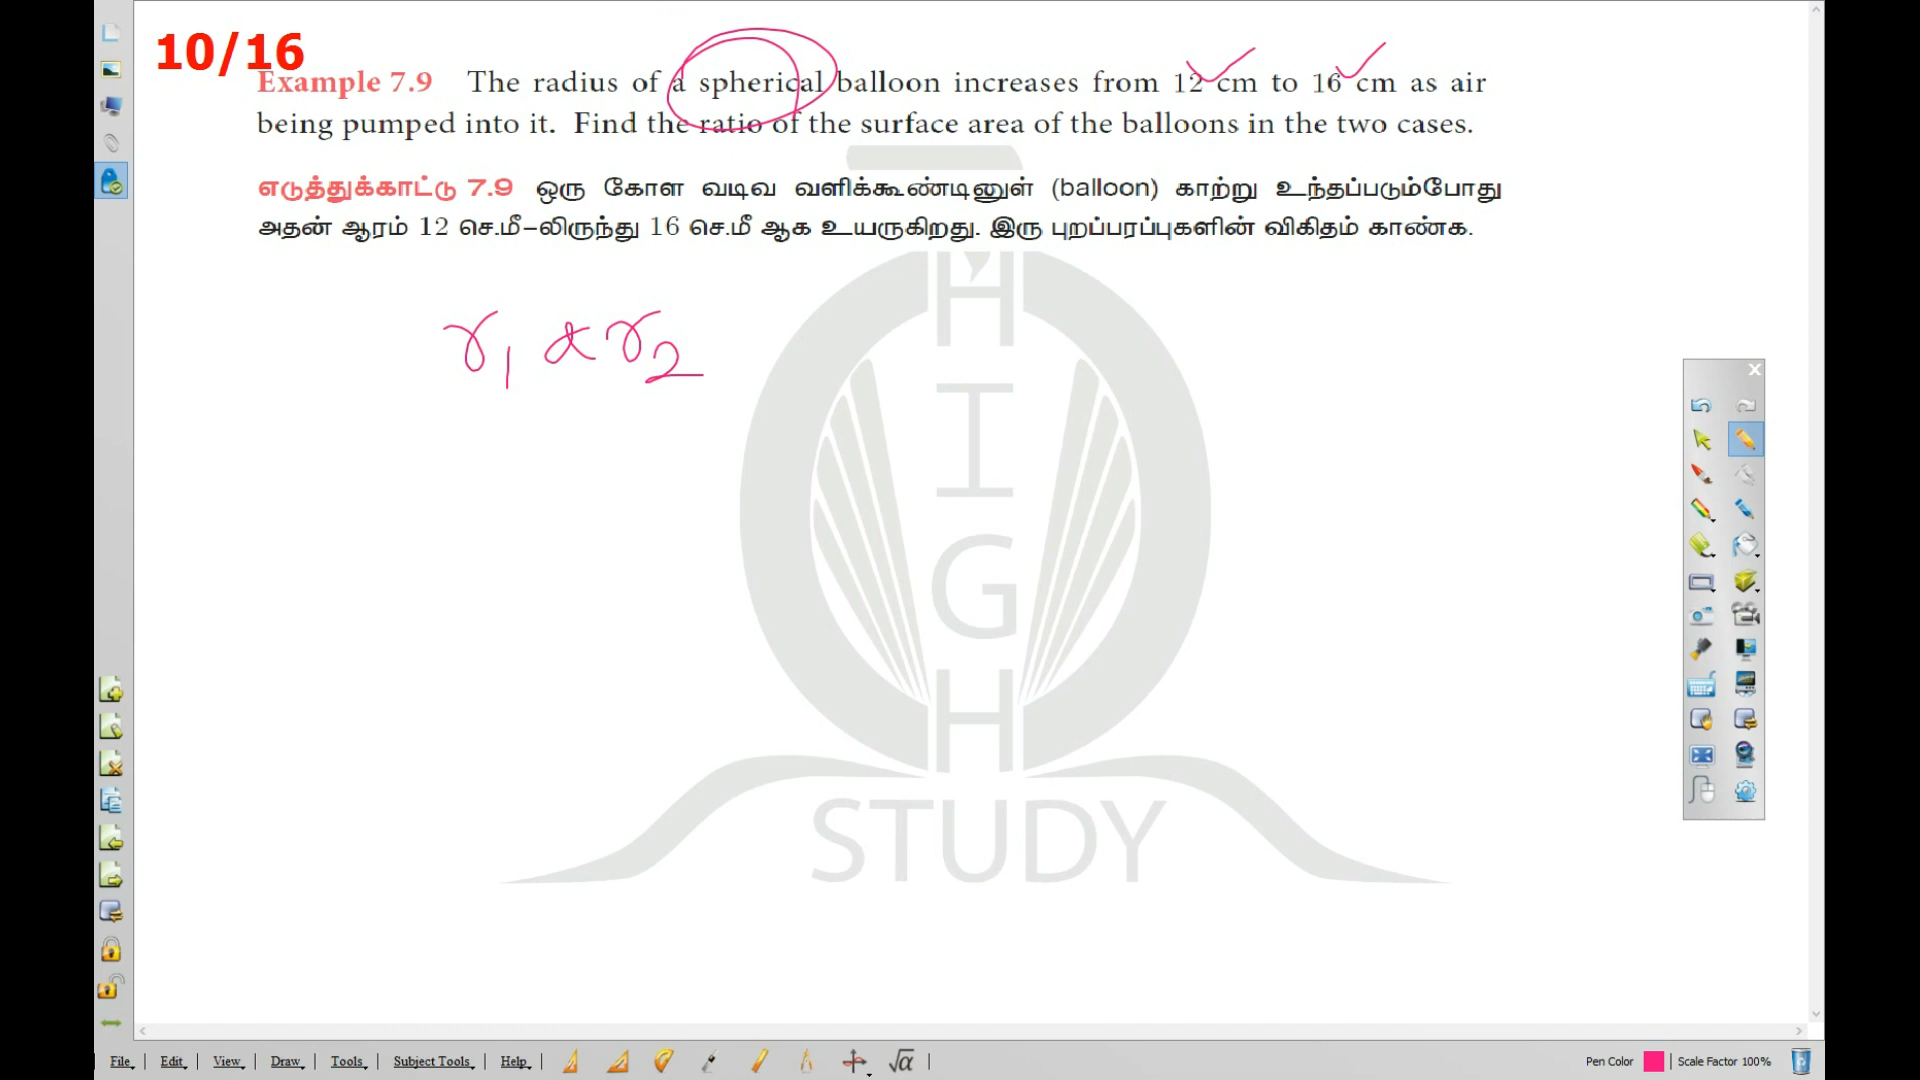 10/16
Example 7.9 The radius of a spherical balloon increases from 12 cm to 16 cm as air
being pumped into it. Find the ratio of the surface area of the balloons in the two cases.
எடுத்துக்காட்டு 7.9 ஒரு கோள வடிவ வளிக்கூண்டினுள் (balloon) காற்று உந்தப்படும்போது
அதன் ஆரம் 12 செ.மீ-லிருந்து 16 செ.மீ ஆக உயருகிறது. இரு புறப்பரப்புகளின் விகிதம் காண்க.
r₁ & r₂
HIGH
STUDY
File Edit View Draw Tools Subject Tools Help √α Pen Color Scale Factor 100%